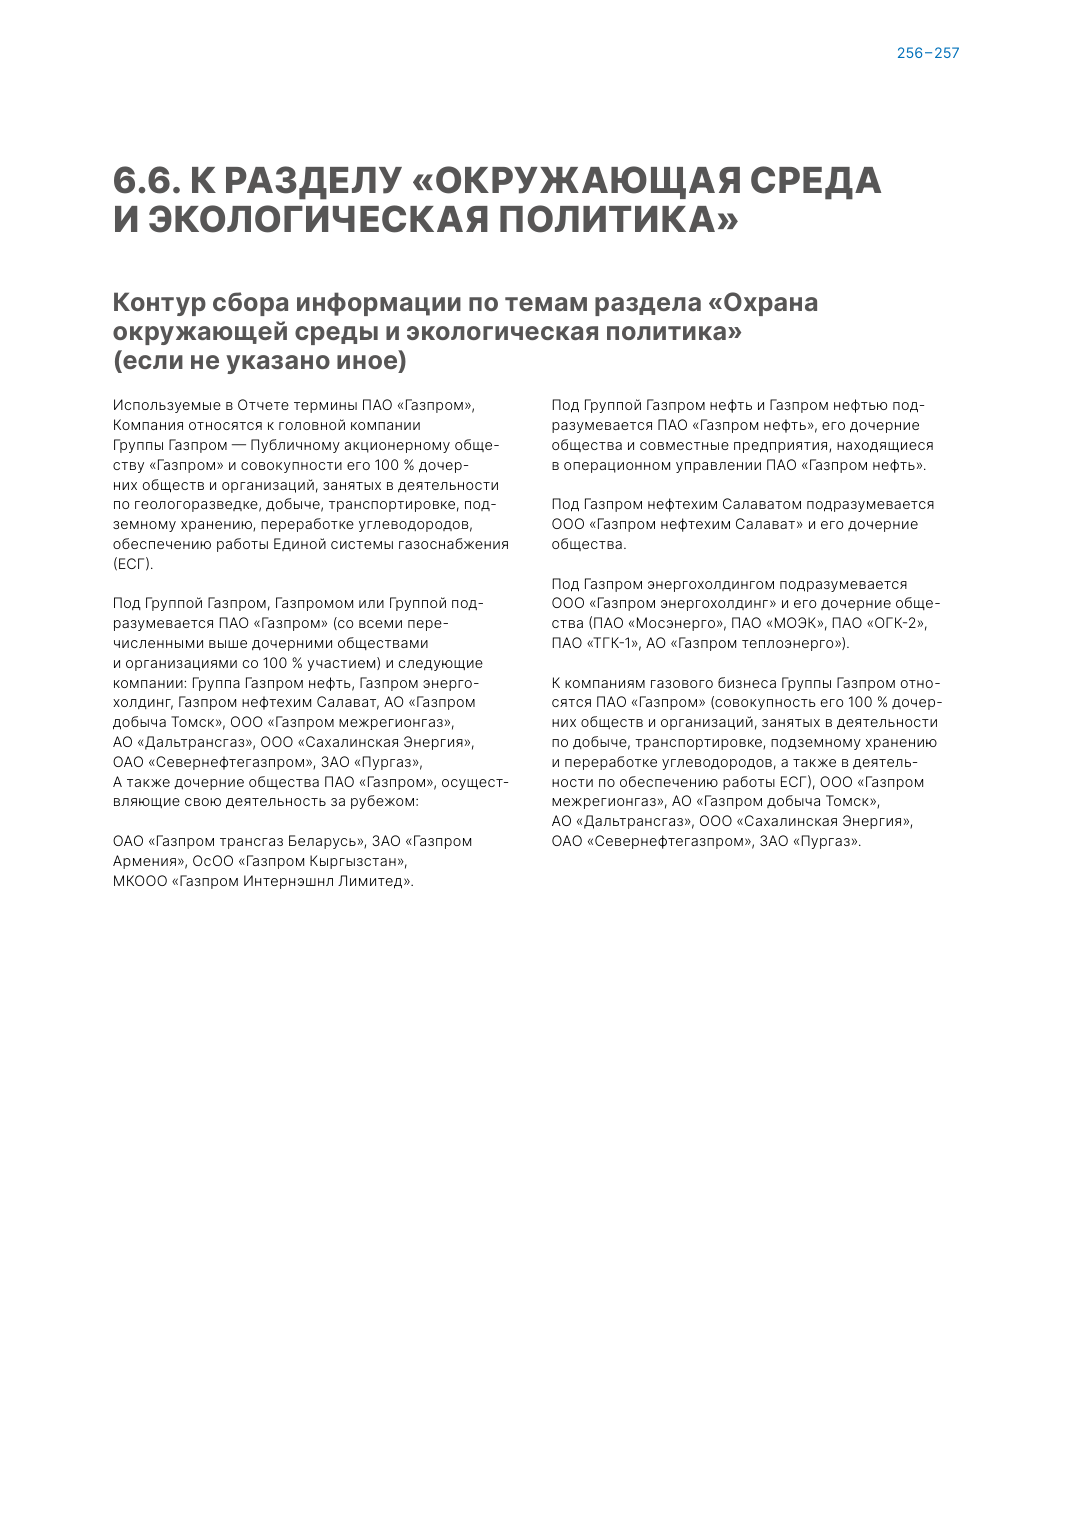 256–257
6.6. К РАЗДЕЛУ «ОКРУЖАЮЩАЯ СРЕДА
И ЭКОЛОГИЧЕСКАЯ ПОЛИТИКА»
Контур сбора информации по темам раздела «Охрана
окружающей среды и экологическая политика»
(если не указано иное)
Используемые в Отчете термины ПАО «Газпром»,
Компания относятся к головной компании
Группы Газпром — Публичному акционерному обще-
ству «Газпром» и совокупности его 100 % дочер-
них обществ и организаций, занятых в деятельности
по геологоразведке, добыче, транспортировке, под-
земному хранению, переработке углеводородов,
обеспечению работы Единой системы газоснабжения
(ЕСГ).
Под Группой Газпром, Газпромом или Группой под-
разумевается ПАО «Газпром» (со всеми пере-
численными выше дочерними обществами
и организациями со 100 % участием) и следующие
компании: Группа Газпром нефть, Газпром энерго-
холдинг, Газпром нефтехим Салават, АО «Газпром
добыча Томск», ООО «Газпром межрегионгаз»,
АО «Дальтрансгаз», ООО «Сахалинская Энергия»,
ОАО «Севернефтегазпром», ЗАО «Пургаз»,
А также дочерние общества ПАО «Газпром», осущест-
вляющие свою деятельность за рубежом:
ОАО «Газпром трансгаз Беларусь», ЗАО «Газпром
Армения», ОсОО «Газпром Кыргызстан»,
МКООО «Газпром Интернэшнл Лимитед».
Под Группой Газпром нефть и Газпром нефтью под-
разумевается ПАО «Газпром нефть», его дочерние
общества и совместные предприятия, находящиеся
в операционном управлении ПАО «Газпром нефть».
Под Газпром нефтехим Салаватом подразумевается
ООО «Газпром нефтехим Салават» и его дочерние
общества.
Под Газпром энергохолдингом подразумевается
ООО «Газпром энергохолдинг» и его дочерние обще-
ства (ПАО «Мосэнерго», ПАО «МОЭК», ПАО «ОГК-2»,
ПАО «ТГК-1», АО «Газпром теплоэнерго»).
К компаниям газового бизнеса Группы Газпром отно-
сятся ПАО «Газпром» (совокупность его 100 % дочер-
них обществ и организаций, занятых в деятельности
по добыче, транспортировке, подземному хранению
и переработке углеводородов, а также в деятель-
ности по обеспечению работы ЕСГ), ООО «Газпром
межрегионгаз», АО «Газпром добыча Томск»,
АО «Дальтрансгаз», ООО «Сахалинская Энергия»,
ОАО «Севернефтегазпром», ЗАО «Пургаз».